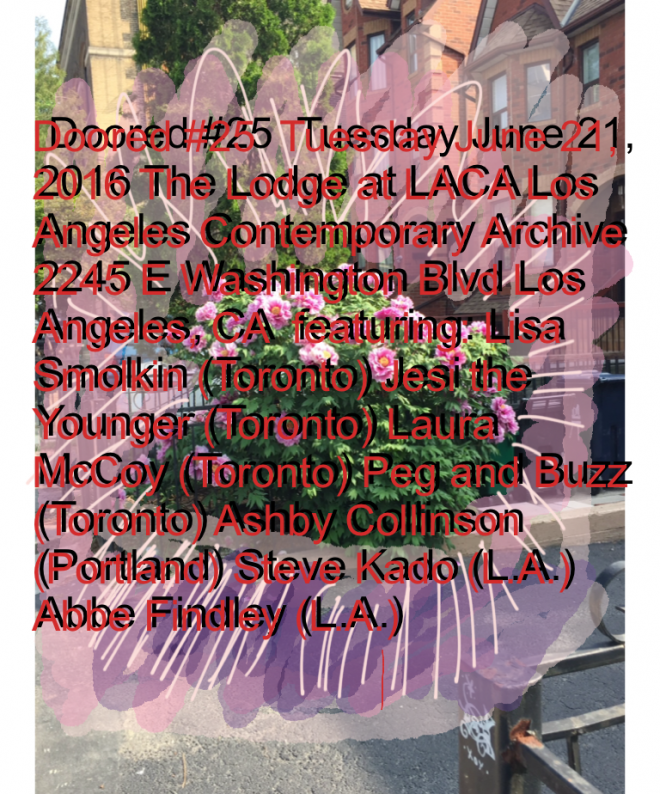 Doored #25  Tuesday June 21,
2016 The Lodge at LACA Los
Angeles Contemporary Archive
2245 E Washington Blvd Los
Angeles, CA  featuring: Lisa
Smolkin (Toronto) Jesi the
Younger (Toronto) Laura
McCoy (Toronto) Peg and Buzz
(Toronto) Ashby Collinson
(Portland) Steve Kado (L.A.)
Abbe Findley (L.A.)